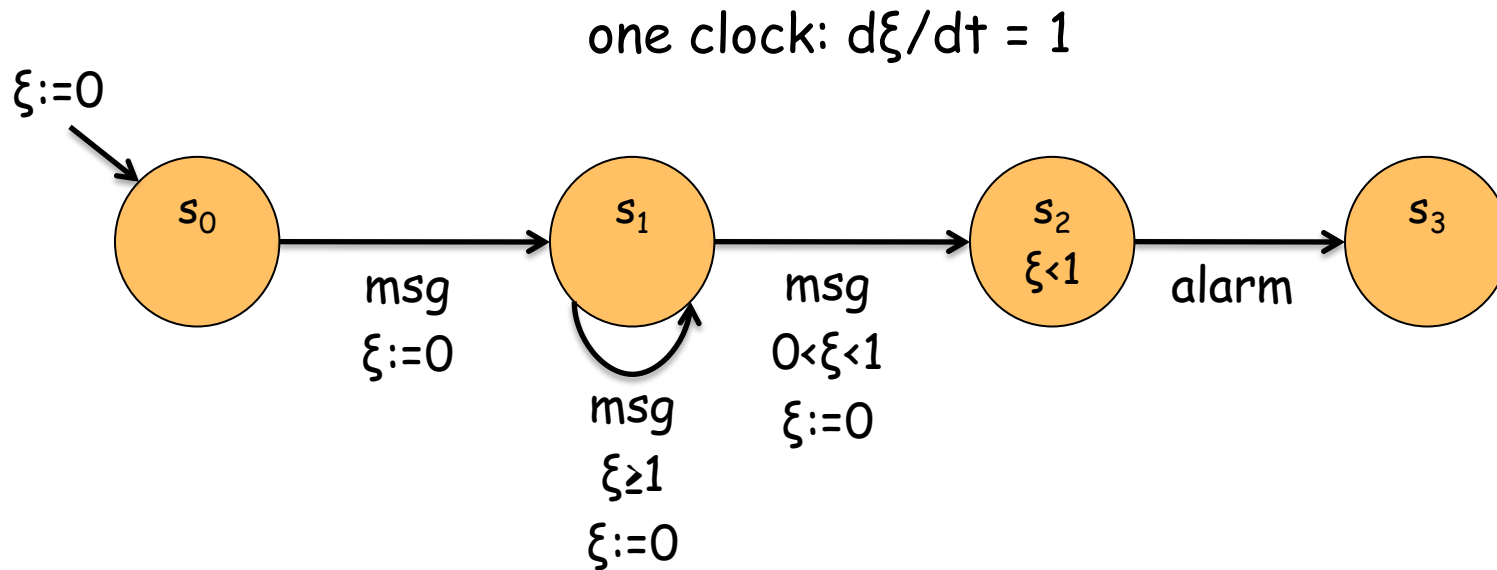 one clock: dξ/dt = 1
ξ:=0
s₀
s₁
s₂
ξ<1
s₃
msg
ξ:=0
msg
ξ≥1
ξ:=0
msg
0<ξ<1
ξ:=0
alarm